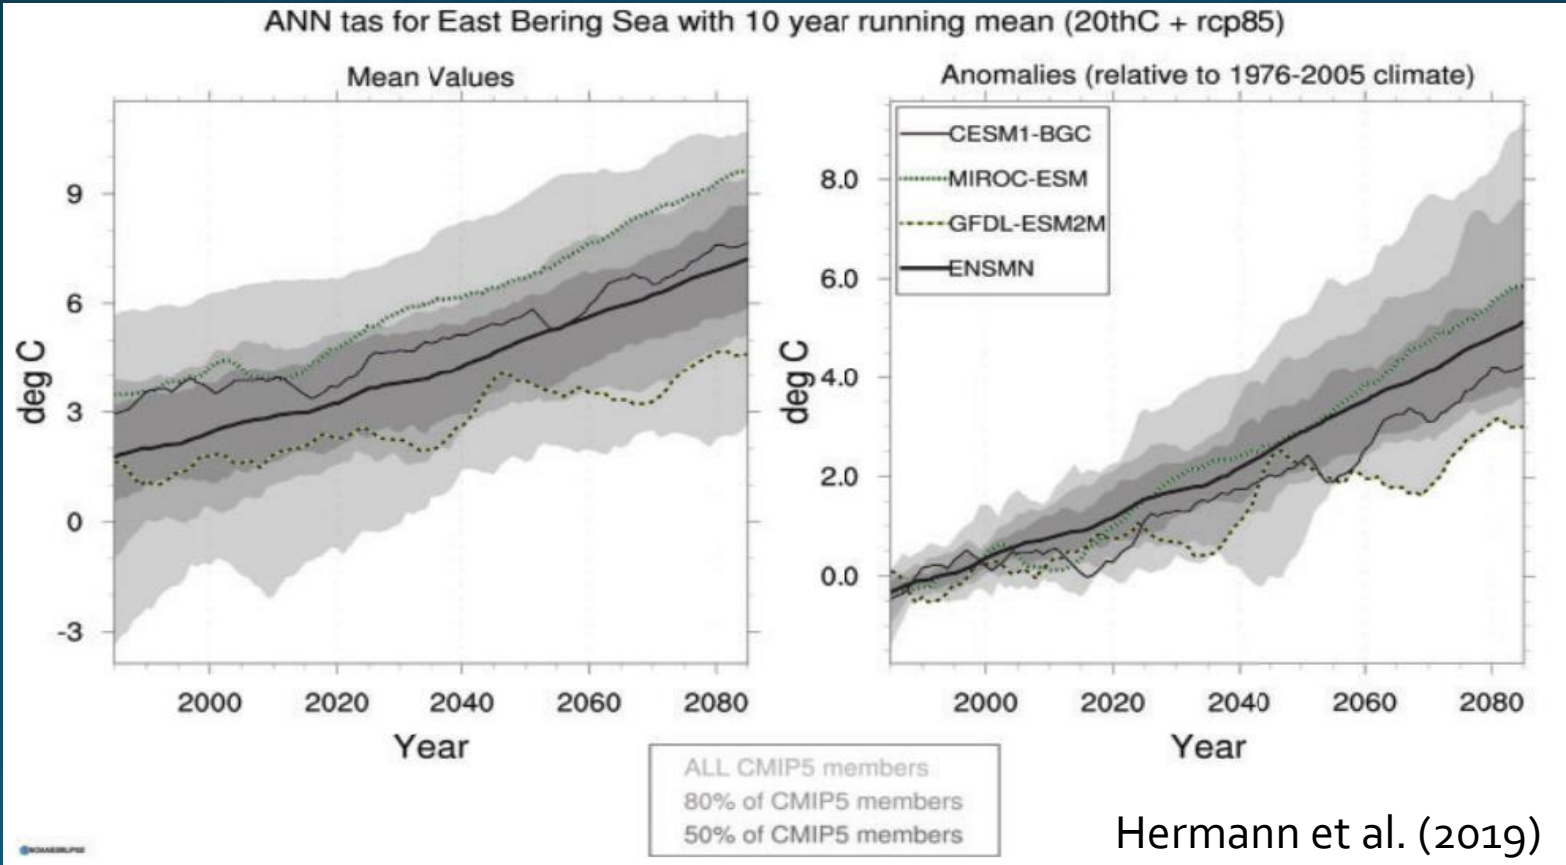 ANN tas for East Bering Sea with 10 year running mean (20thC + rcp85)
Mean Values
Anomalies (relative to 1976-2005 climate)
deg C
9
6
3
0
-3
2000 2020 2040 2060 2080
Year
deg C
8.0
6.0
4.0
2.0
0.0
2000 2020 2040 2060 2080
Year
CESM1-BGC
MIROC-ESM
GFDL-ESM2M
ENSMN
ALL CMIP5 members
80% of CMIP5 members
50% of CMIP5 members
Hermann et al. (2019)